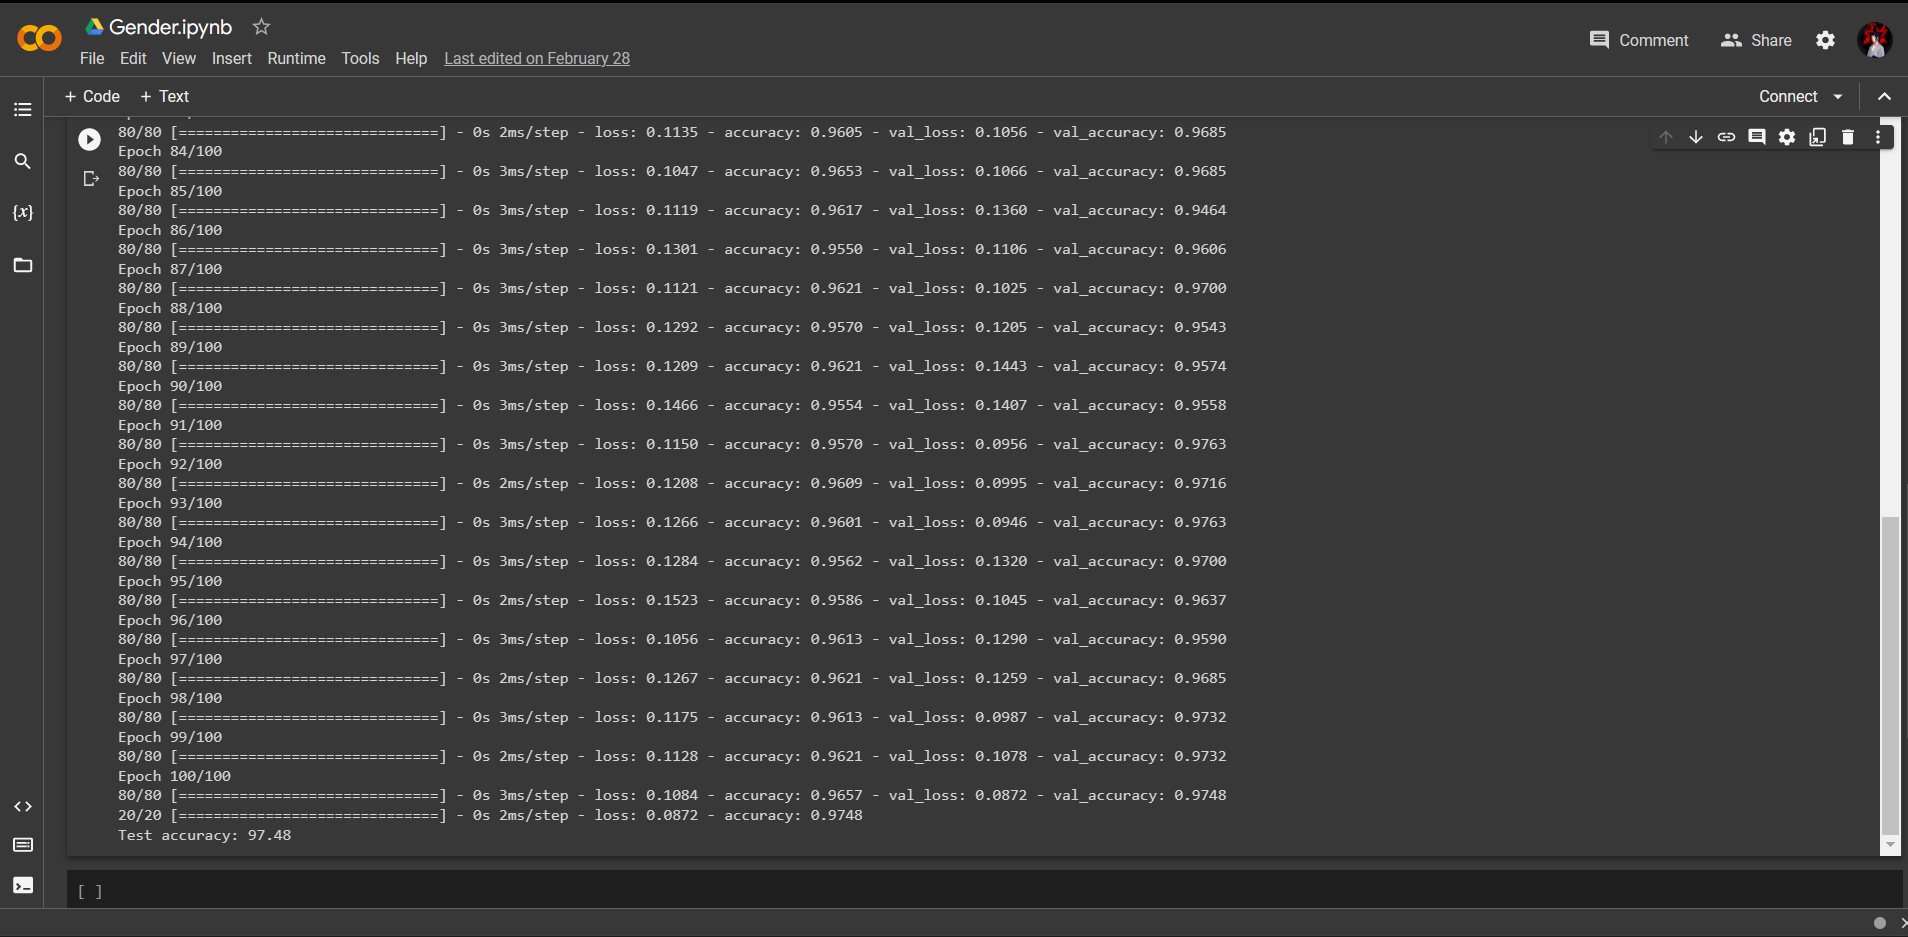 Gender.ipynb
File Edit View Insert Runtime Tools Help Last edited on February 28
Comment Share
+ Code + Text
Connect
80/80 [==============================] - 0s 2ms/step - loss: 0.1135 - accuracy: 0.9605 - val_loss: 0.1056 - val_accuracy: 0.9685
Epoch 84/100
80/80 [==============================] - 0s 3ms/step - loss: 0.1047 - accuracy: 0.9653 - val_loss: 0.1066 - val_accuracy: 0.9685
Epoch 85/100
80/80 [==============================] - 0s 3ms/step - loss: 0.1119 - accuracy: 0.9617 - val_loss: 0.1360 - val_accuracy: 0.9464
Epoch 86/100
80/80 [==============================] - 0s 3ms/step - loss: 0.1301 - accuracy: 0.9550 - val_loss: 0.1106 - val_accuracy: 0.9606
Epoch 87/100
80/80 [==============================] - 0s 3ms/step - loss: 0.1121 - accuracy: 0.9621 - val_loss: 0.1025 - val_accuracy: 0.9700
Epoch 88/100
80/80 [==============================] - 0s 3ms/step - loss: 0.1292 - accuracy: 0.9570 - val_loss: 0.1205 - val_accuracy: 0.9543
Epoch 89/100
80/80 [==============================] - 0s 3ms/step - loss: 0.1209 - accuracy: 0.9621 - val_loss: 0.1443 - val_accuracy: 0.9574
Epoch 90/100
80/80 [==============================] - 0s 3ms/step - loss: 0.1466 - accuracy: 0.9554 - val_loss: 0.1407 - val_accuracy: 0.9558
Epoch 91/100
80/80 [==============================] - 0s 3ms/step - loss: 0.1150 - accuracy: 0.9570 - val_loss: 0.0956 - val_accuracy: 0.9763
Epoch 92/100
80/80 [==============================] - 0s 2ms/step - loss: 0.1208 - accuracy: 0.9609 - val_loss: 0.0995 - val_accuracy: 0.9716
Epoch 93/100
80/80 [==============================] - 0s 3ms/step - loss: 0.1266 - accuracy: 0.9601 - val_loss: 0.0946 - val_accuracy: 0.9763
Epoch 94/100
80/80 [==============================] - 0s 3ms/step - loss: 0.1284 - accuracy: 0.9562 - val_loss: 0.1320 - val_accuracy: 0.9700
Epoch 95/100
80/80 [==============================] - 0s 2ms/step - loss: 0.1523 - accuracy: 0.9586 - val_loss: 0.1045 - val_accuracy: 0.9637
Epoch 96/100
80/80 [==============================] - 0s 3ms/step - loss: 0.1056 - accuracy: 0.9613 - val_loss: 0.1290 - val_accuracy: 0.9590
Epoch 97/100
80/80 [==============================] - 0s 2ms/step - loss: 0.1267 - accuracy: 0.9621 - val_loss: 0.1259 - val_accuracy: 0.9685
Epoch 98/100
80/80 [==============================] - 0s 3ms/step - loss: 0.1175 - accuracy: 0.9613 - val_loss: 0.0987 - val_accuracy: 0.9732
Epoch 99/100
80/80 [==============================] - 0s 2ms/step - loss: 0.1128 - accuracy: 0.9621 - val_loss: 0.1078 - val_accuracy: 0.9732
Epoch 100/100
80/80 [==============================] - 0s 3ms/step - loss: 0.1084 - accuracy: 0.9657 - val_loss: 0.0872 - val_accuracy: 0.9748
20/20 [==============================] - 0s 2ms/step - loss: 0.0872 - accuracy: 0.9748
Test accuracy: 97.48
[ ]